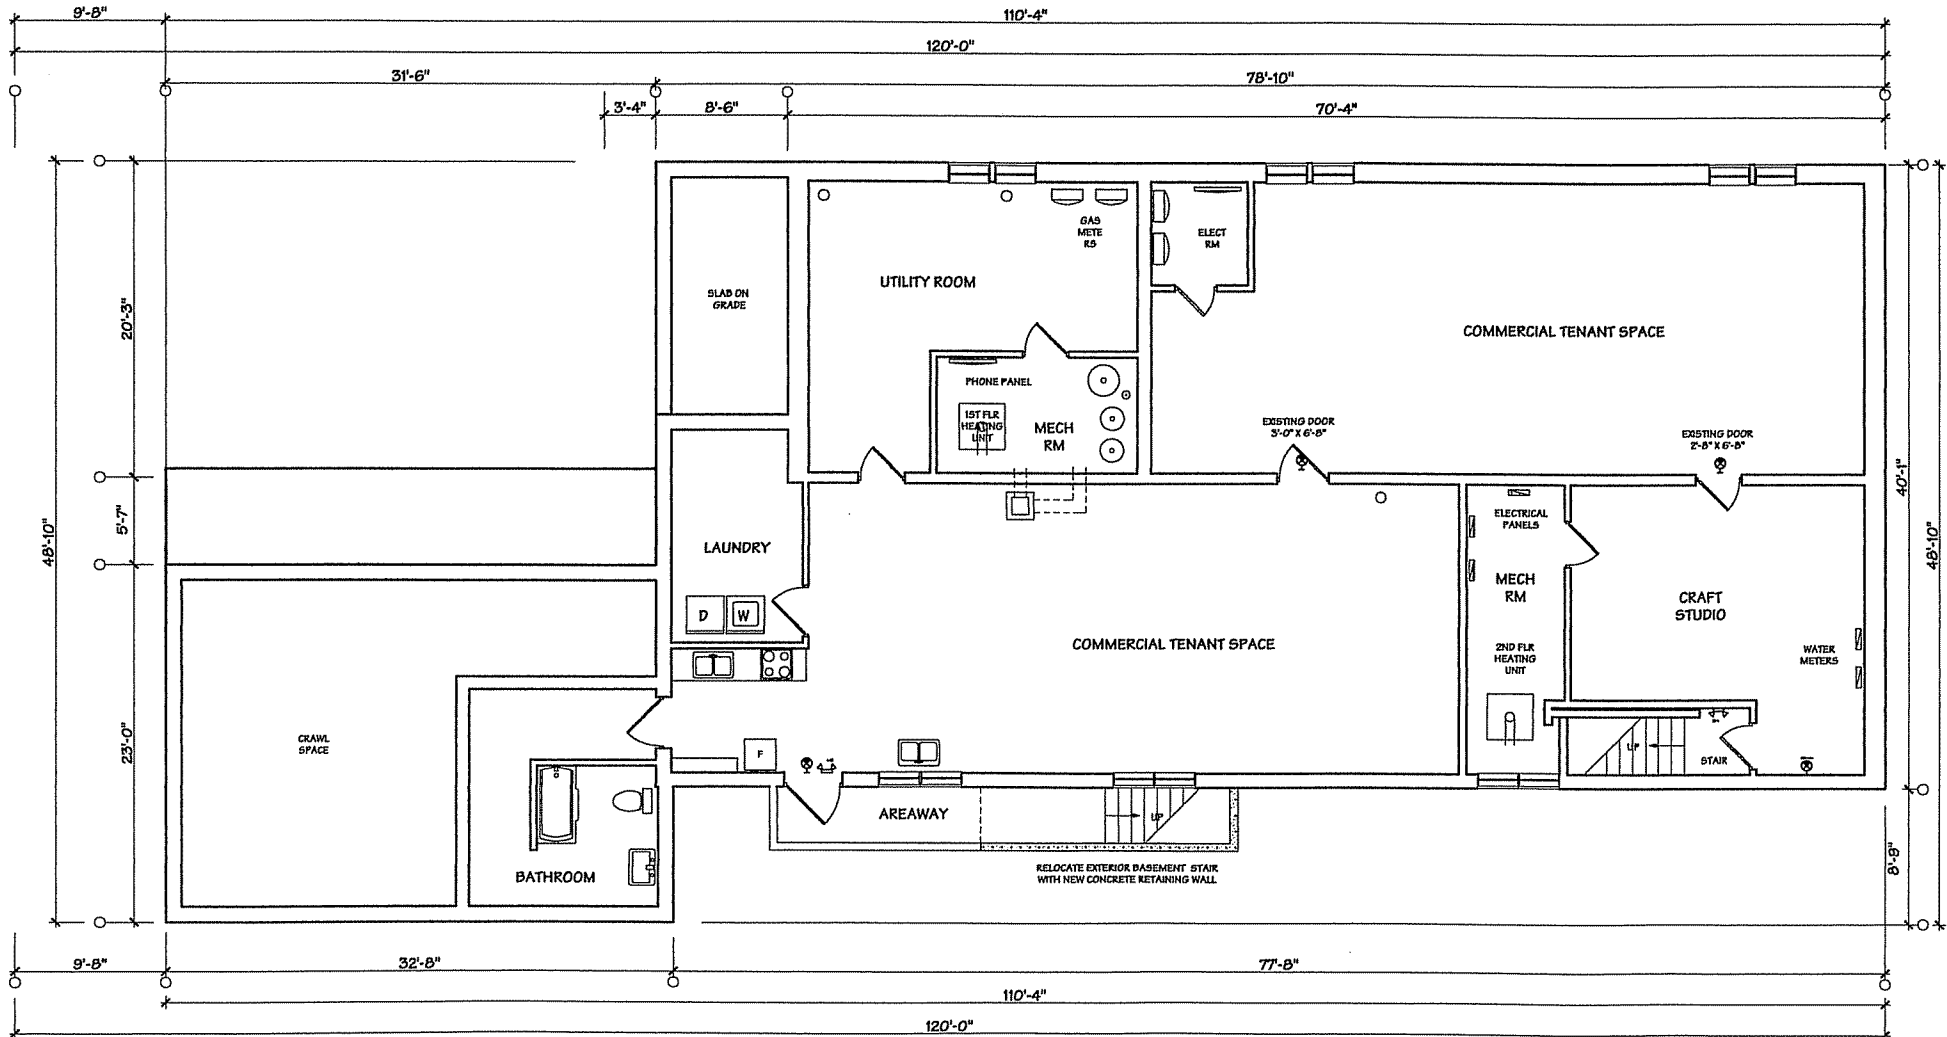 9'-8"
110'-4"
120'-0"
31'-6"
78'-10"
3'-4"
8'-6"
70'-4"
GAS
METE
RS
ELECT
RM
UTILITY ROOM
SLAB ON
GRADE
20'-3"
COMMERCIAL TENANT SPACE
PHONE PANEL
1ST FLR
HEATING
UNIT
MECH
RM
EXISTING DOOR
3'-0" X 6'-8"
EXISTING DOOR
2'-8" X 6'-8"
40'-1"
5'-7"
48'-10"
48'-10"
ELECTRICAL
PANELS
LAUNDRY
MECH
RM
CRAFT
STUDIO
D
W
COMMERCIAL TENANT SPACE
2ND FLR
HEATING
UNIT
WATER
METERS
CRAWL
SPACE
23'-0"
F
UP
STAIR
AREAWAY
UP
BATHROOM
RELOCATE EXTERIOR BASEMENT STAIR
WITH NEW CONCRETE RETAINING WALL
8'-8"
9'-8"
32'-8"
77'-8"
110'-4"
120'-0"